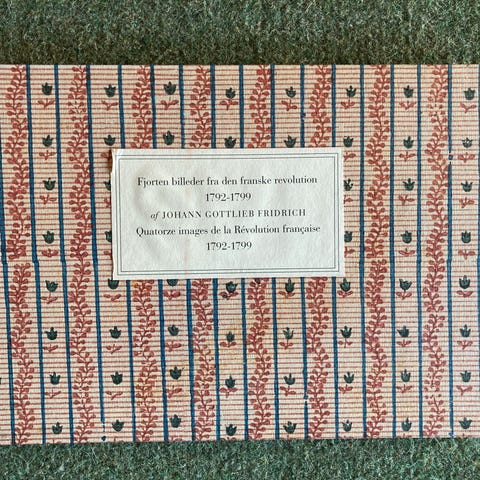 Fjorten billeder fra den franske revolution
1792-1799
af JOHANN GOTTLIEB FRIDRICH
Quatorze images de la Révolution française
1792-1799